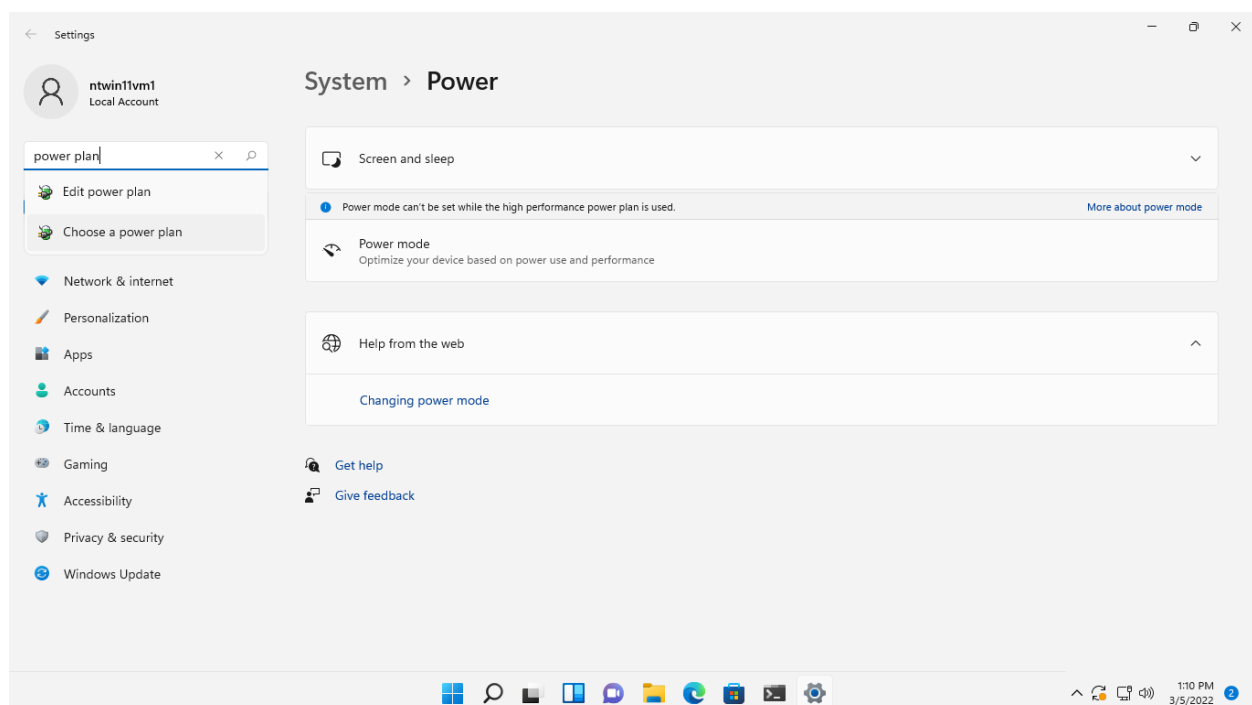 Settings
ntwin11vm1
Local Account
power plan
Edit power plan
Choose a power plan
Network & internet
Personalization
Apps
Accounts
Time & language
Gaming
Accessibility
Privacy & security
Windows Update
System > Power
Screen and sleep
Power mode can't be set while the high performance power plan is used.
More about power mode
Power mode
Optimize your device based on power use and performance
Help from the web
Changing power mode
Get help
Give feedback
1:10 PM
3/5/2022
2